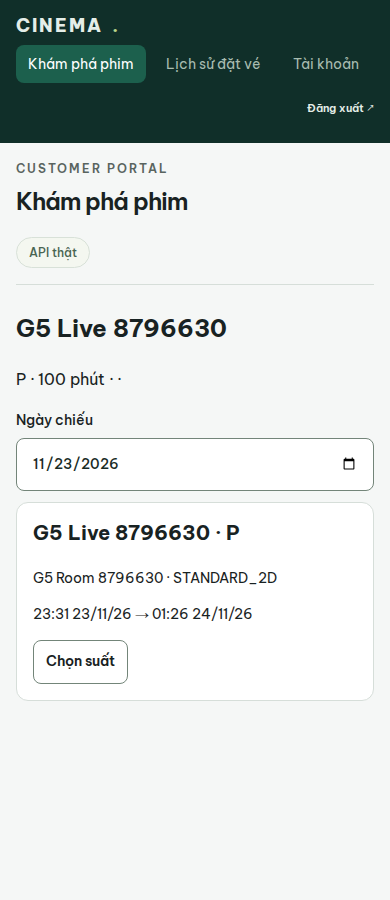 CINEMA .
Khám phá phim
Lịch sử đặt vé
Tài khoản
Đăng xuất ↗
CUSTOMER PORTAL
Khám phá phim
API thật
G5 Live 8796630
P · 100 phút · ·
Ngày chiếu
11/23/2026
G5 Live 8796630 · P
G5 Room 8796630 · STANDARD_2D
23:31 23/11/26 → 01:26 24/11/26
Chọn suất